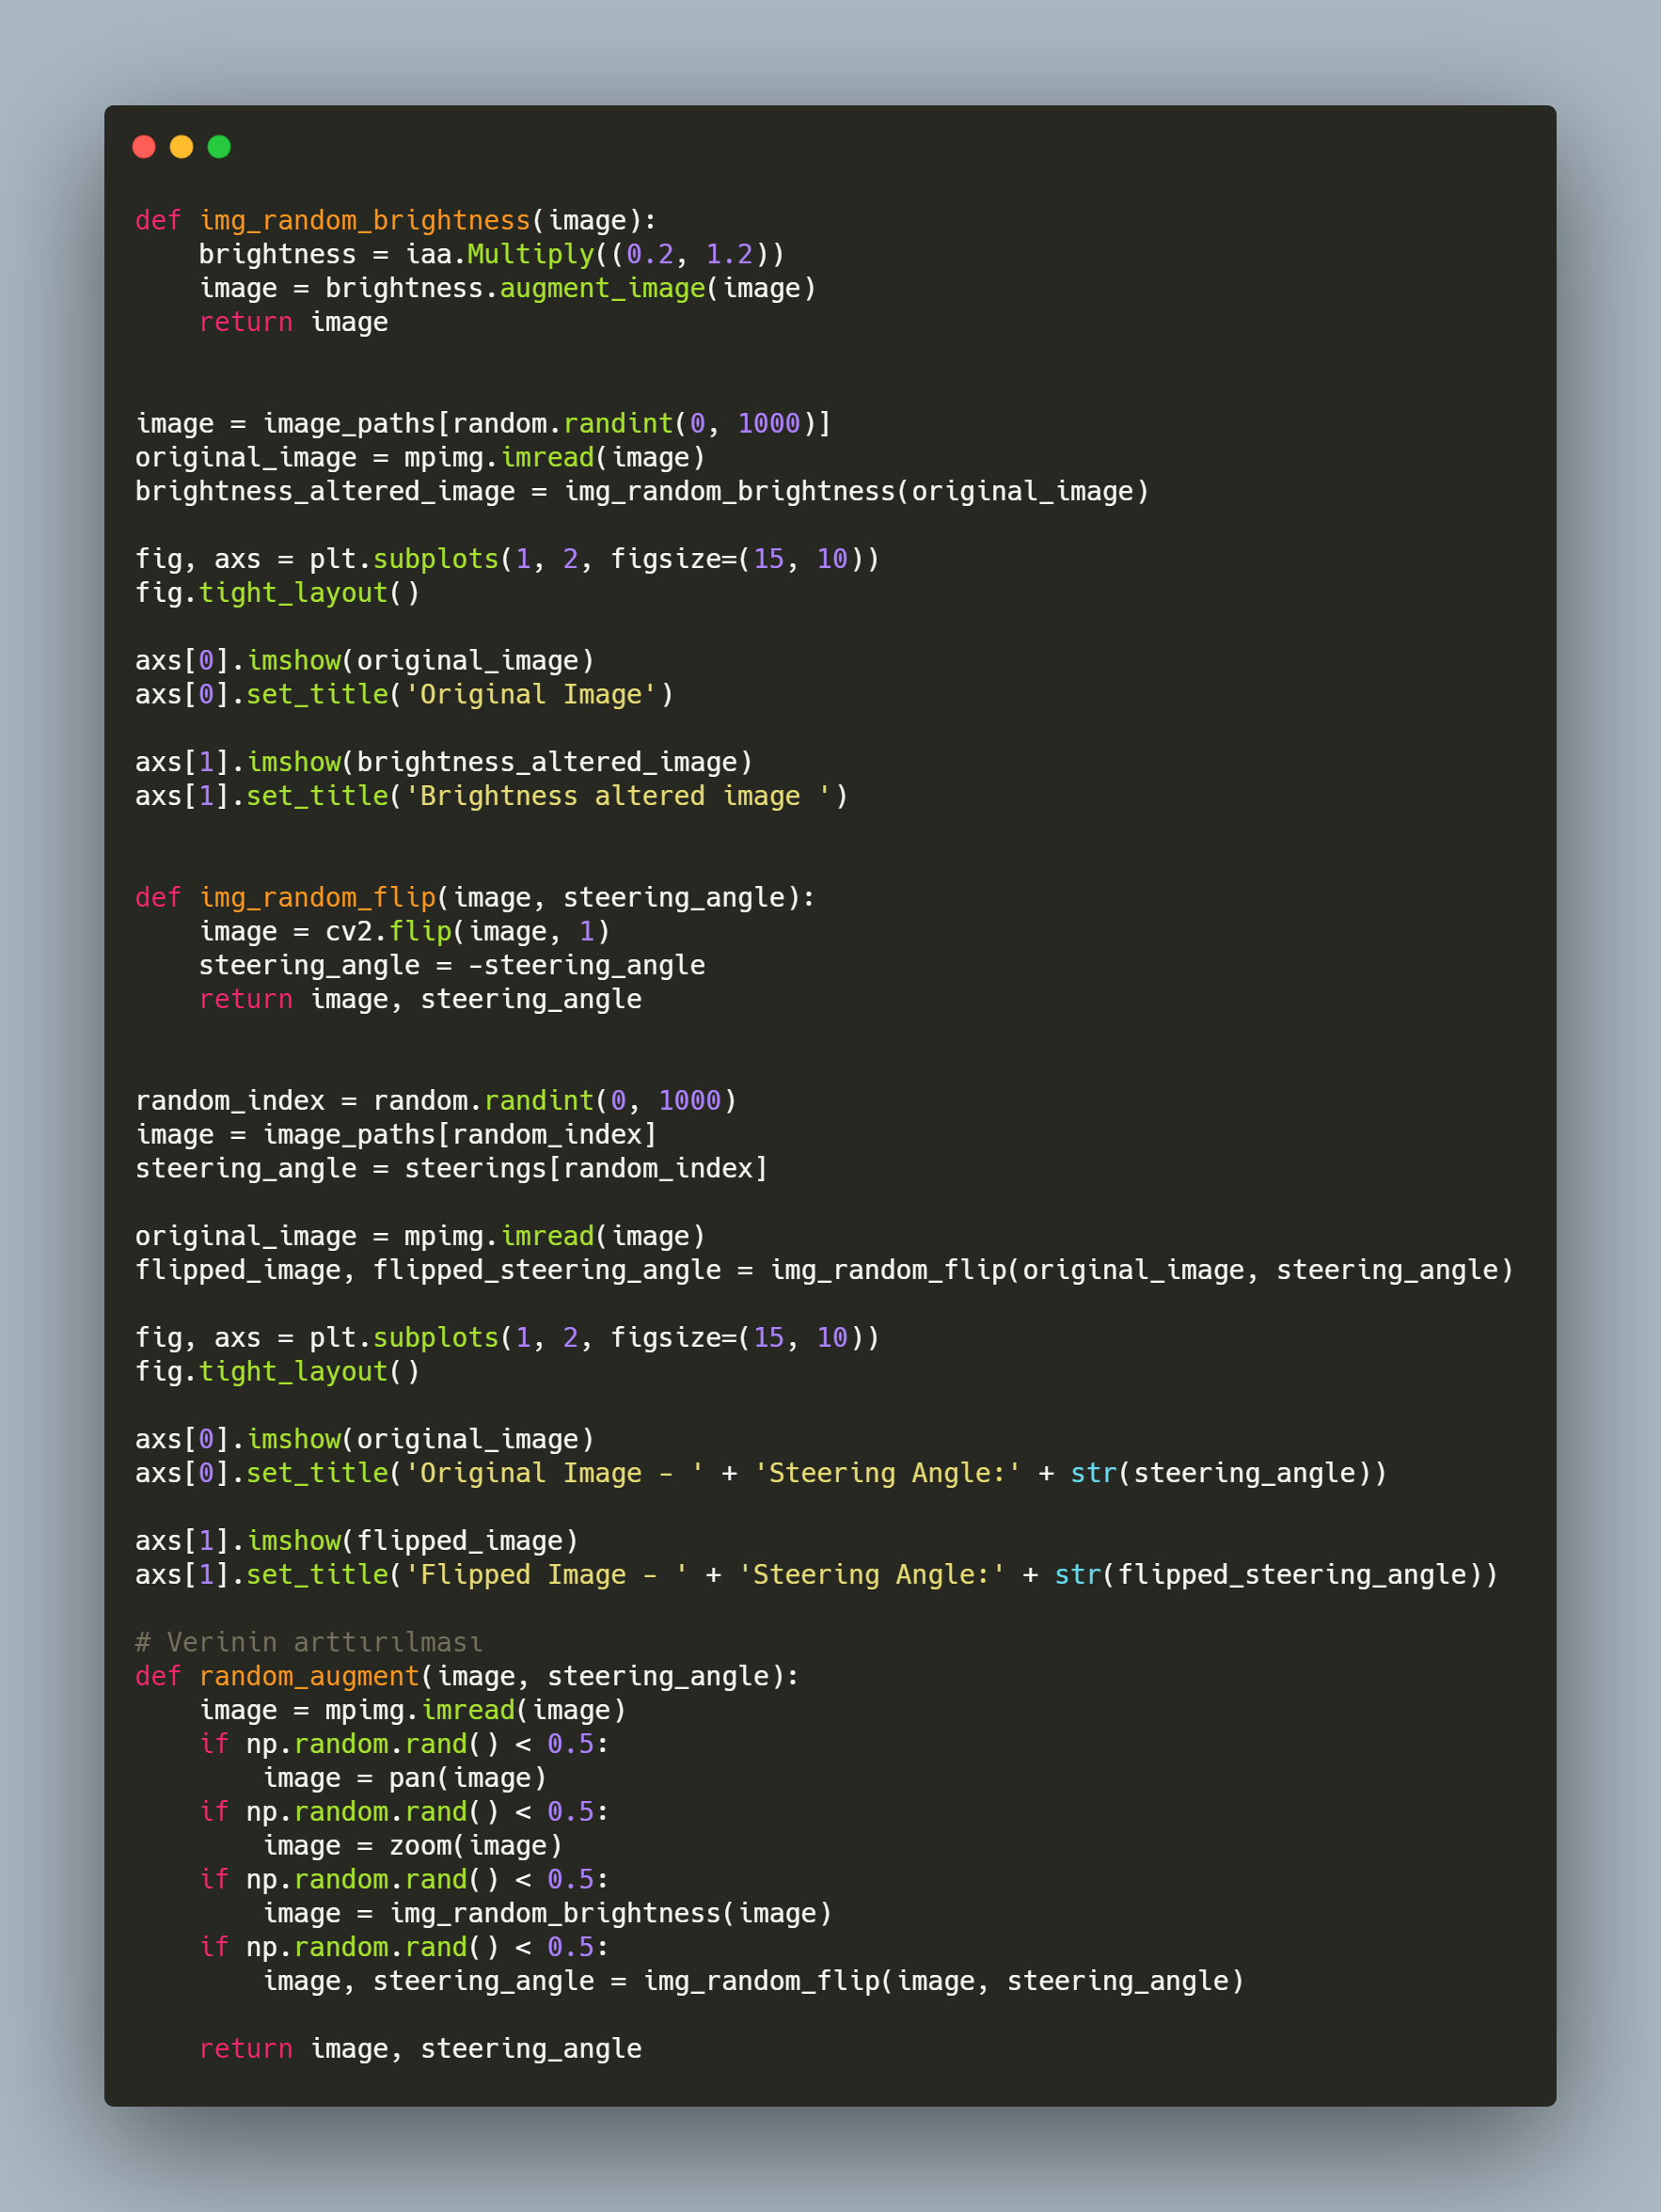 def img_random_brightness(image):
    brightness = iaa.Multiply((0.2, 1.2))
    image = brightness.augment_image(image)
    return image
image = image_paths[random.randint(0, 1000)]
original_image = mpimg.imread(image)
brightness_altered_image = img_random_brightness(original_image)
fig, axs = plt.subplots(1, 2, figsize=(15, 10))
fig.tight_layout()
axs[0].imshow(original_image)
axs[0].set_title('Original Image')
axs[1].imshow(brightness_altered_image)
axs[1].set_title('Brightness altered image ')
def img_random_flip(image, steering_angle):
    image = cv2.flip(image, 1)
    steering_angle = -steering_angle
    return image, steering_angle
random_index = random.randint(0, 1000)
image = image_paths[random_index]
steering_angle = steerings[random_index]
original_image = mpimg.imread(image)
flipped_image, flipped_steering_angle = img_random_flip(original_image, steering_angle)
fig, axs = plt.subplots(1, 2, figsize=(15, 10))
fig.tight_layout()
axs[0].imshow(original_image)
axs[0].set_title('Original Image - ' + 'Steering Angle:' + str(steering_angle))
axs[1].imshow(flipped_image)
axs[1].set_title('Flipped Image - ' + 'Steering Angle:' + str(flipped_steering_angle))
# Verinin arttırılması
def random_augment(image, steering_angle):
    image = mpimg.imread(image)
    if np.random.rand() < 0.5:
        image = pan(image)
    if np.random.rand() < 0.5:
        image = zoom(image)
    if np.random.rand() < 0.5:
        image = img_random_brightness(image)
    if np.random.rand() < 0.5:
        image, steering_angle = img_random_flip(image, steering_angle)
    return image, steering_angle